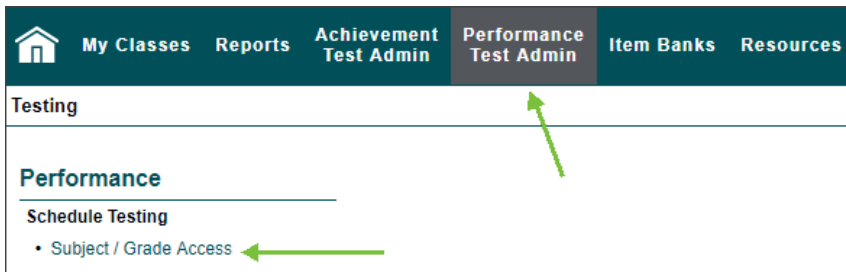 My Classes Reports Achievement Test Admin Performance Test Admin Item Banks Resources
Testing
Performance
Schedule Testing
• Subject / Grade Access